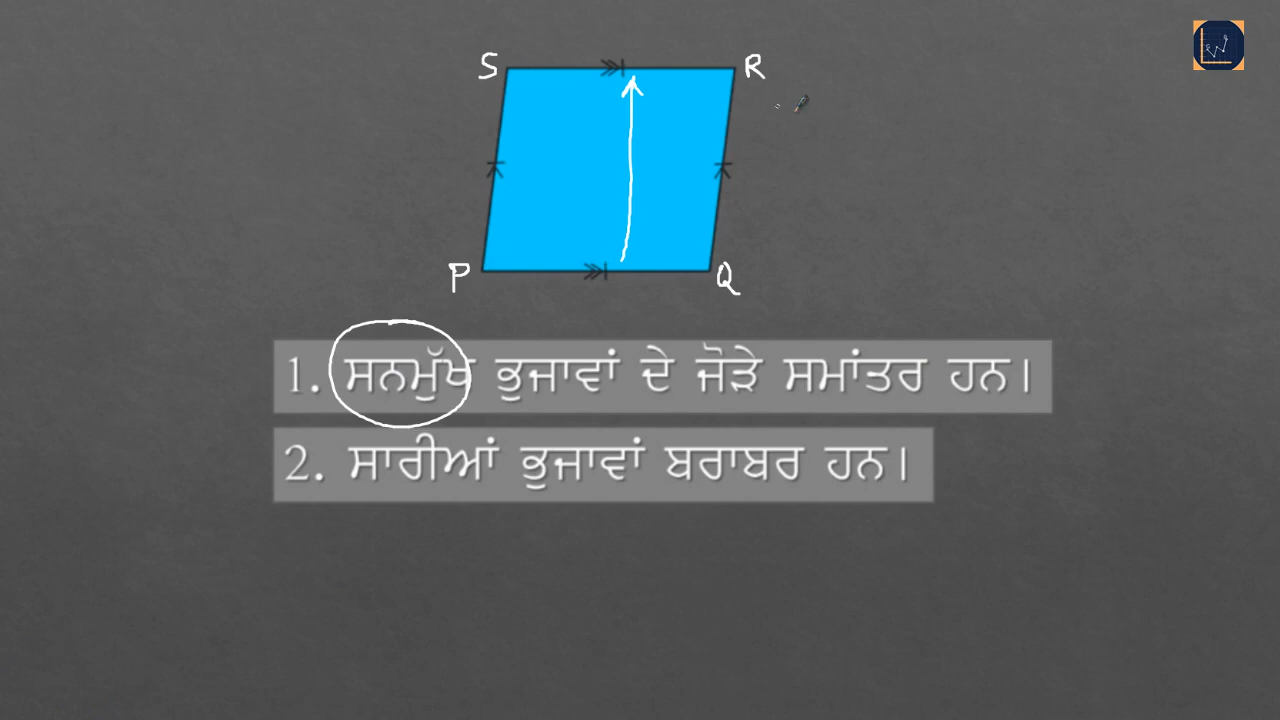 S R
P Q
1. ਸਨਮੁੱਖ ਭੁਜਾਵਾਂ ਦੇ ਜੋੜੇ ਸਮਾਂਤਰ ਹਨ।
2. ਸਾਰੀਆਂ ਭੁਜਾਵਾਂ ਬਰਾਬਰ ਹਨ।